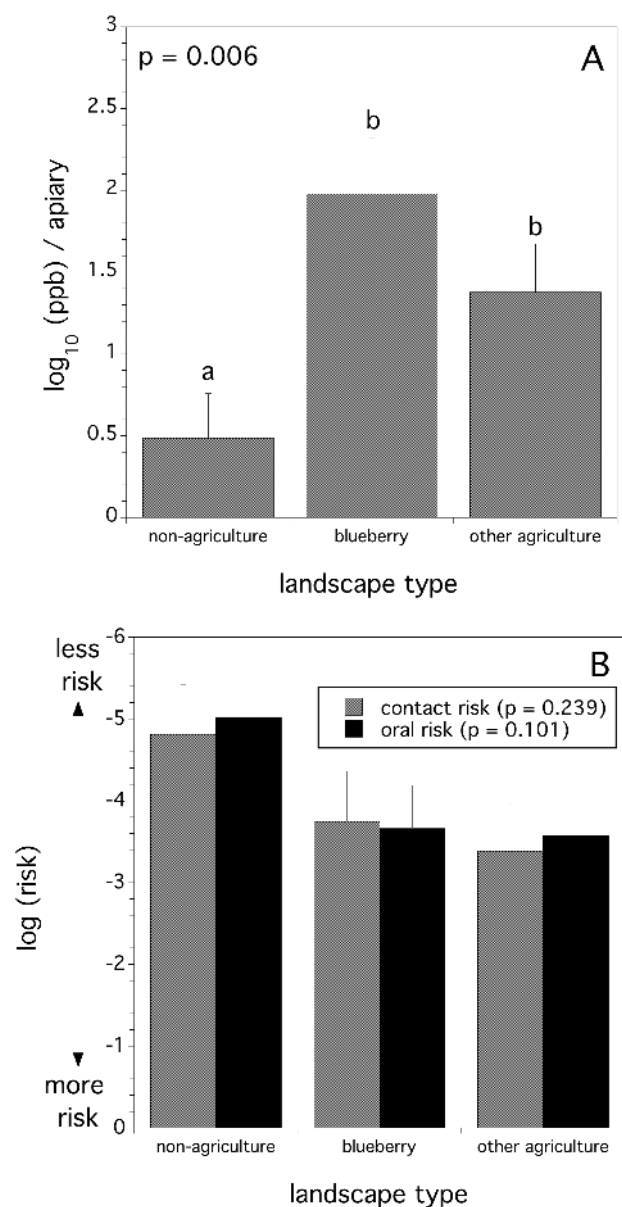 p = 0.006
A
3
2.5
2
1.5
1
0.5
0
log₁₀ (ppb) / apiary
a
b
b
non-agriculture
blueberry
other agriculture
landscape type
B
less
risk
more
risk
-6
-5
-4
-3
-2
-1
0
log (risk)
contact risk (p = 0.239)
oral risk (p = 0.101)
non-agriculture
blueberry
other agriculture
landscape type